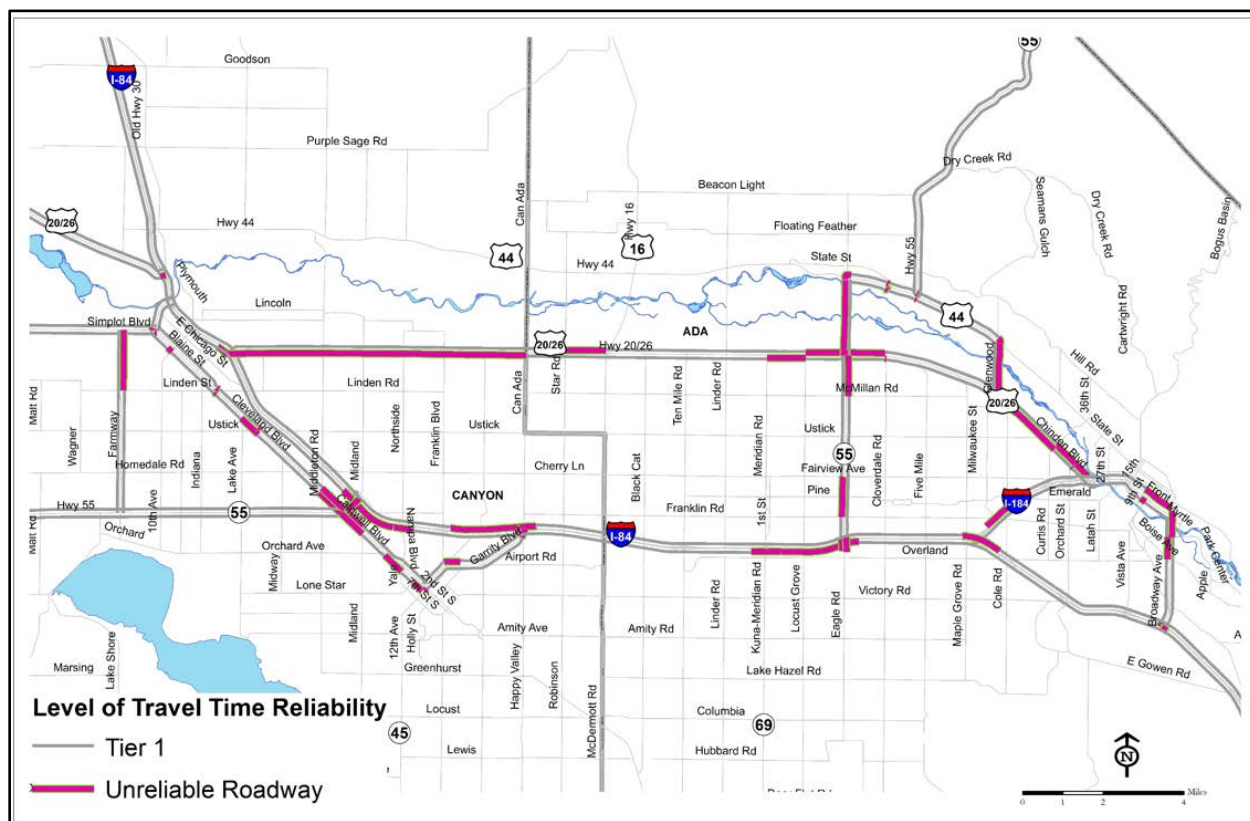 Goodson
55
I-84
Old Hwy 30
Purple Sage Rd
Dry Creek Rd
Can Ada
Beacon Light
Seamans Gulch
Dry Creek Rd
Bogus Basin
20/26
Hwy 44
Hwy 16
Floating Feather
44
16
Hwy 44
State St
Hwy 55
Plymouth
Lincoln
Cartwright Rd
Simplot Blvd
E Chicago St
ADA
44
Blaine St
20/26
Hwy 20/26
Hill Rd
Linden St
Linden Rd
Can Ada
Star Rd
Ten Mile Rd
Linder Rd
McMillan Rd
Glenwood
36th St
Malt Rd
Wagner
Farmway
Cleveland Blvd
Northside
Franklin Blvd
20/26
State St
Ustick
Ustick
Ustick
Chinden Blvd
Homedale Rd
Indiana
Lake Ave
Middleton Rd
Midland
Cherry Ln
Black Cat
Meridian Rd
55
Fairview Ave
Cloverdale Rd
Five Mile
Milwaukee St
27th St
15th
Hwy 55
10th Ave
55
Caldwell Blvd
CANYON
Pine
Emerald
9th St
Front
Myrtle
Malt Rd
Orchard
Nampa Blvd
Franklin Rd
1st St
I-184
Curtis Rd
Orchard St
Latah St
Boise Ave
Park Center
Orchard Ave
Garrity Blvd
I-84
Overland
Midway
Yale
Airport Rd
Vista Ave
Broadway Ave
Apple
Lone Star
2nd St S
7th St S
Linder Rd
Kuna-Meridian Rd
Locust Grove
Eagle Rd
Victory Rd
Maple Grove Rd
Cole Rd
Midland
12th Ave
Holly St
Amity Ave
Amity Rd
A
Marsing
Lake Shore
Greenhurst
Happy Valley
Robinson
McDermott Rd
Lake Hazel Rd
E Gowen Rd
Level of Travel Time Reliability
Locust
Columbia
45
69
Tier 1
Lewis
Hubbard Rd
N
Unreliable Roadway
Miles
0 1 2 4